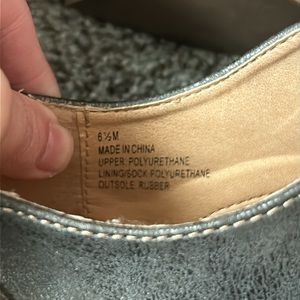 6½M
MADE IN CHINA
UPPER: POLYURETHANE
LINING/SOCK: POLYURETHANE
OUTSOLE: RUBBER